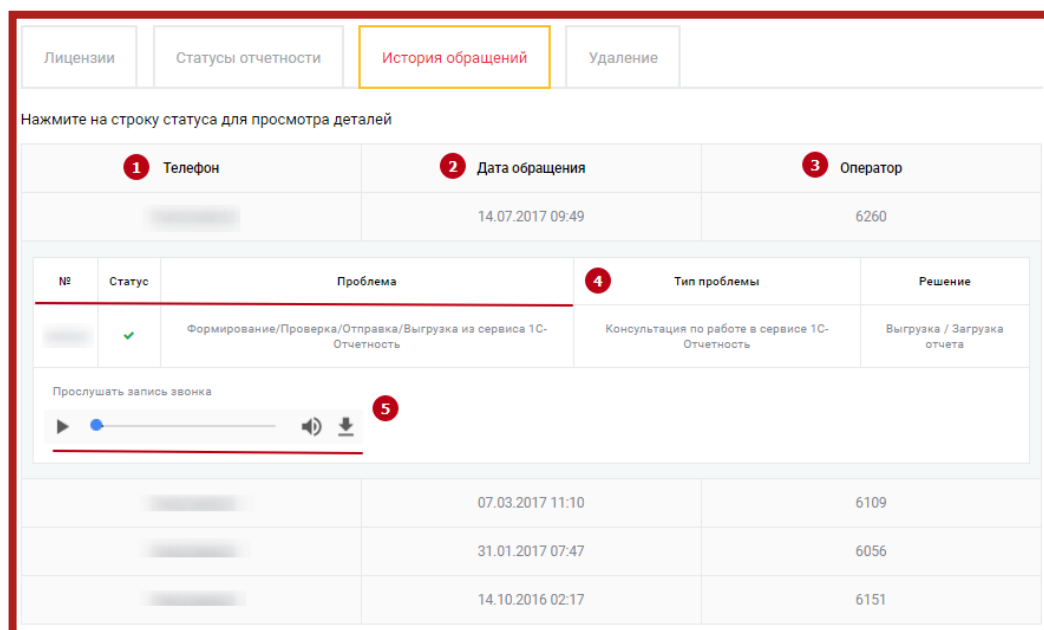 Лицензии Статусы отчетности История обращений Удаление
Нажмите на строку статуса для просмотра деталей
1 Телефон 2 Дата обращения 3 Оператор
14.07.2017 09:49 6260
№ Статус Проблема 4 Тип проблемы Решение
Формирование/Проверка/Отправка/Выгрузка из сервиса 1С- Консультация по работе в сервисе 1С- Выгрузка / Загрузка
Отчетность Отчетность отчета
Прослушать запись звонка
5
07.03.2017 11:10 6109
31.01.2017 07:47 6056
14.10.2016 02:17 6151